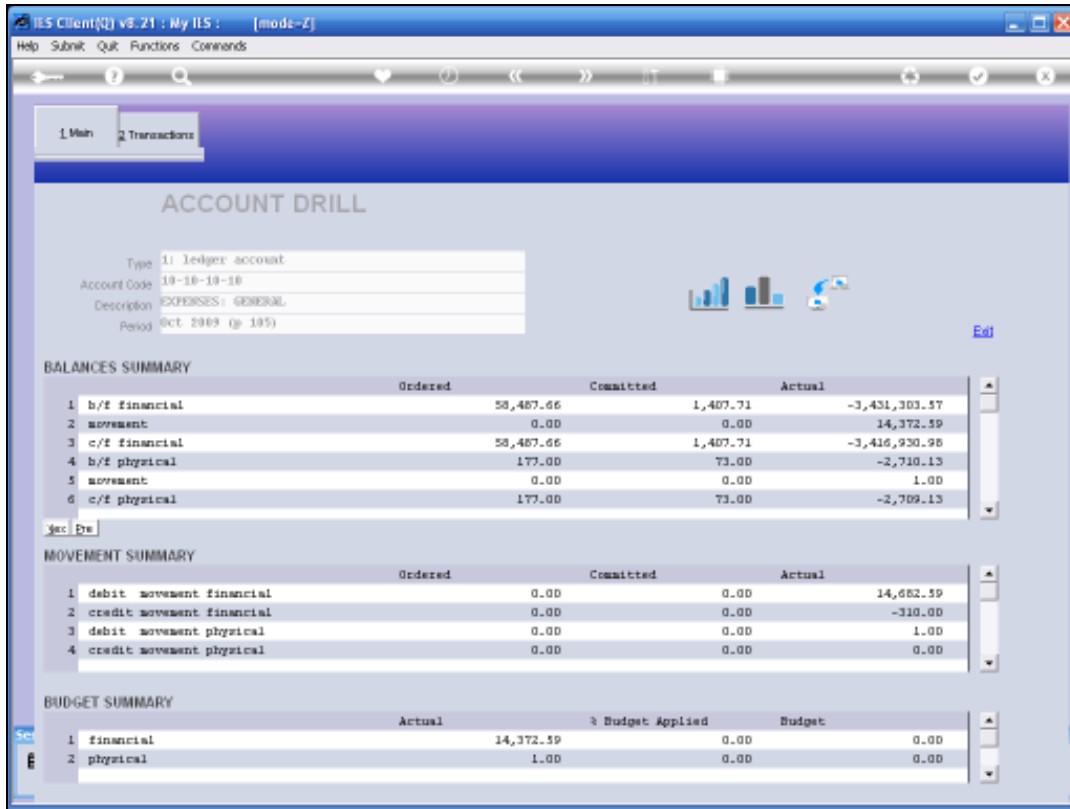 IES Client(Q) v8.21 : My IES : [mode=Z]
Help Submit Quit Functions Commands
1 Main 2 Transactions
ACCOUNT DRILL
Type 1: ledger account
Account Code 10-10-10-10
Description EXPENSES: GENERAL
Period Oct 2009 (p 105)
Exit
BALANCES SUMMARY
Ordered Committed Actual
1 b/f financial 58,487.66 1,407.71 -3,431,303.57
2 movement 0.00 0.00 14,372.59
3 c/f financial 58,487.66 1,407.71 -3,416,930.98
4 b/f physical 177.00 73.00 -2,710.13
5 movement 0.00 0.00 1.00
6 c/f physical 177.00 73.00 -2,709.13
Nex Pre
MOVEMENT SUMMARY
Ordered Committed Actual
1 debit movement financial 0.00 0.00 14,682.59
2 credit movement financial 0.00 0.00 -310.00
3 debit movement physical 0.00 0.00 1.00
4 credit movement physical 0.00 0.00 0.00
BUDGET SUMMARY
Actual % Budget Applied Budget
1 financial 14,372.59 0.00 0.00
2 physical 1.00 0.00 0.00